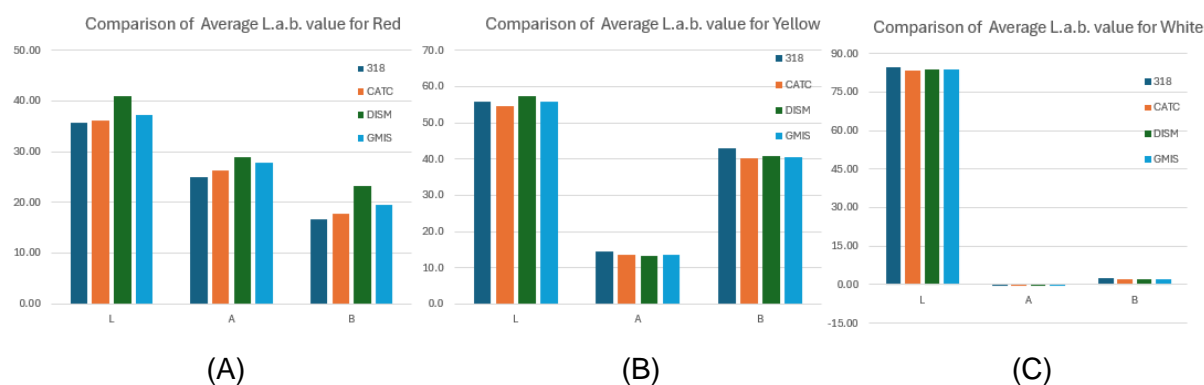 Comparison of Average L.a.b. value for Red
50.00
40.00
30.00
20.00
10.00
0.00
L
A
B
318
CATC
DISM
GMIS
(A)
Comparison of Average L.a.b. value for Yellow
70.0
60.0
50.0
40.0
30.0
20.0
10.0
0.0
L
A
B
318
CATC
DISM
GMIS
(B)
Comparison of Average L.a.b. value for White
90.00
75.00
60.00
45.00
30.00
15.00
0.00
-15.00
L
A
B
318
CATC
DISM
GMIS
(C)